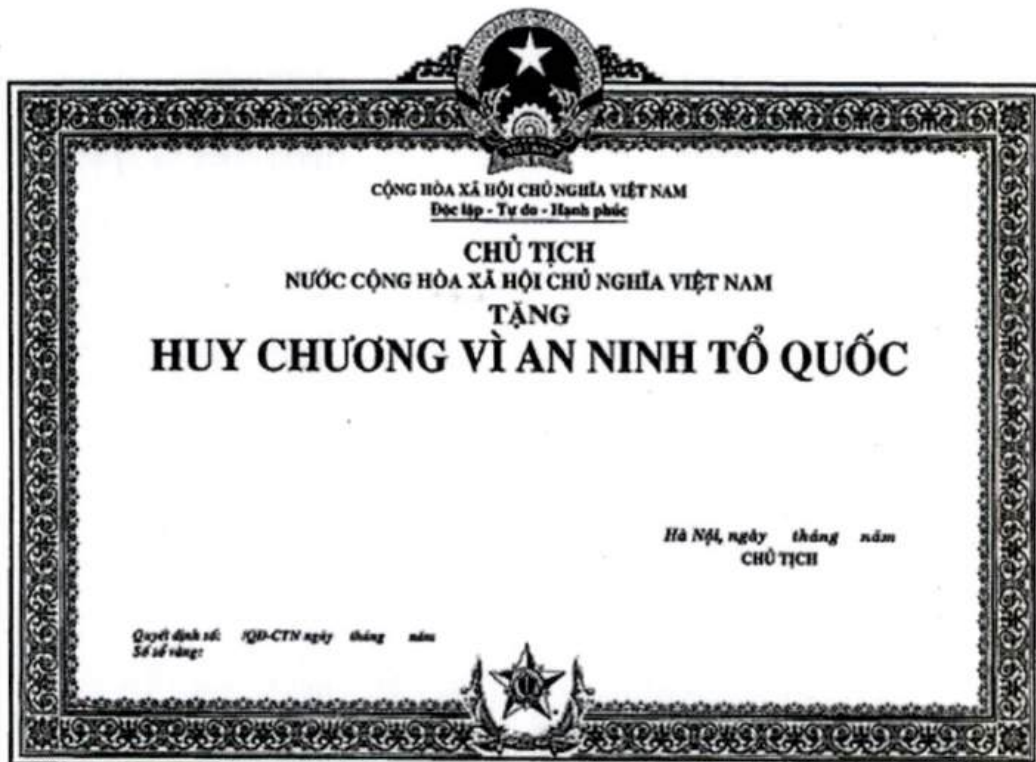 CỘNG HÒA XÃ HỘI CHỦ NGHĨA VIỆT NAM
Độc lập - Tự do - Hạnh phúc
CHỦ TỊCH
NƯỚC CỘNG HÒA XÃ HỘI CHỦ NGHĨA VIỆT NAM
TẶNG
HUY CHƯƠNG VÌ AN NINH TỔ QUỐC
Hà Nội, ngày tháng năm
CHỦ TỊCH
Quyết định số: /QĐ-CTN ngày tháng năm
Số sổ vàng: